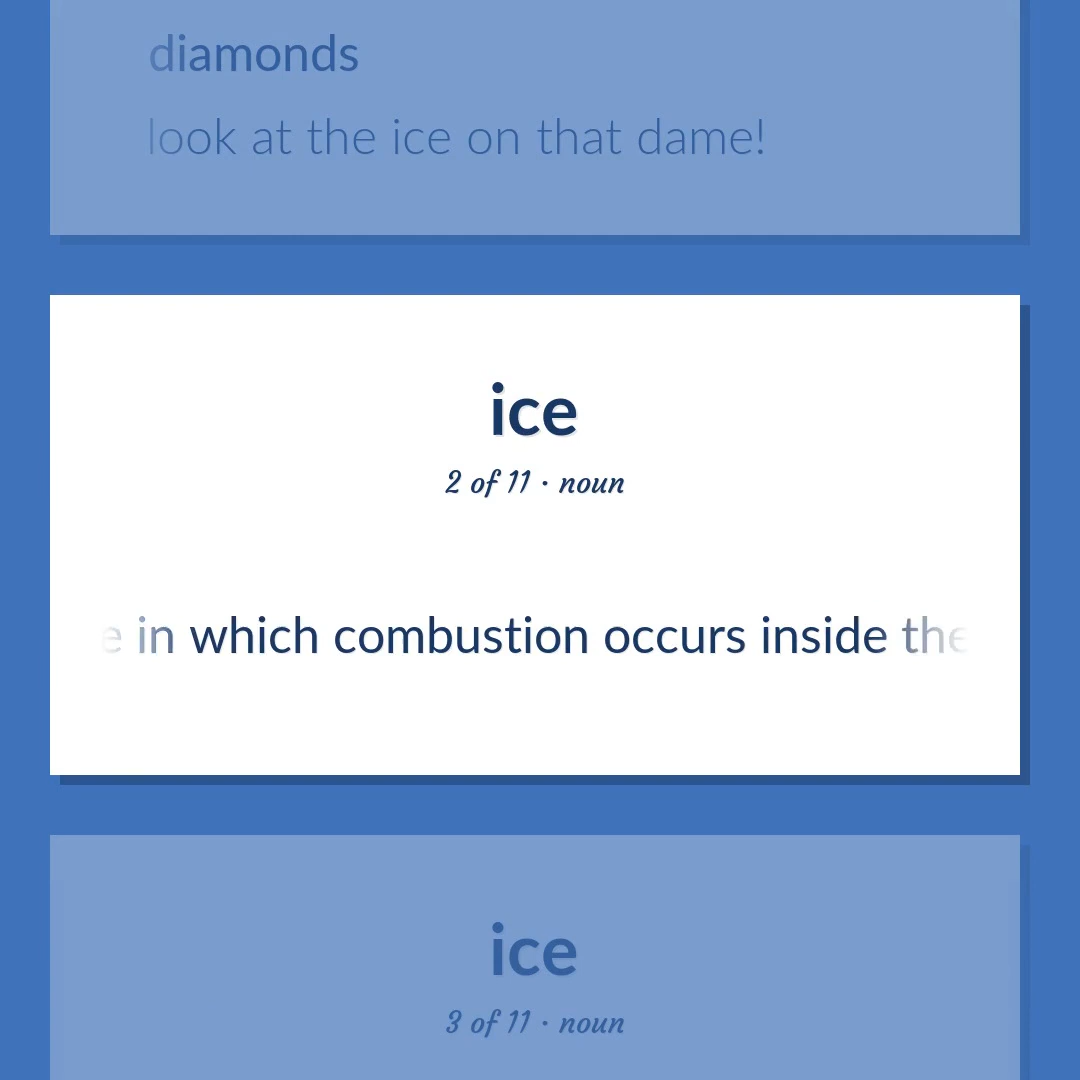 diamonds
look at the ice on that dame!
ice
2 of 11 · noun
in which combustion occurs inside the
ice
3 of 11 · noun